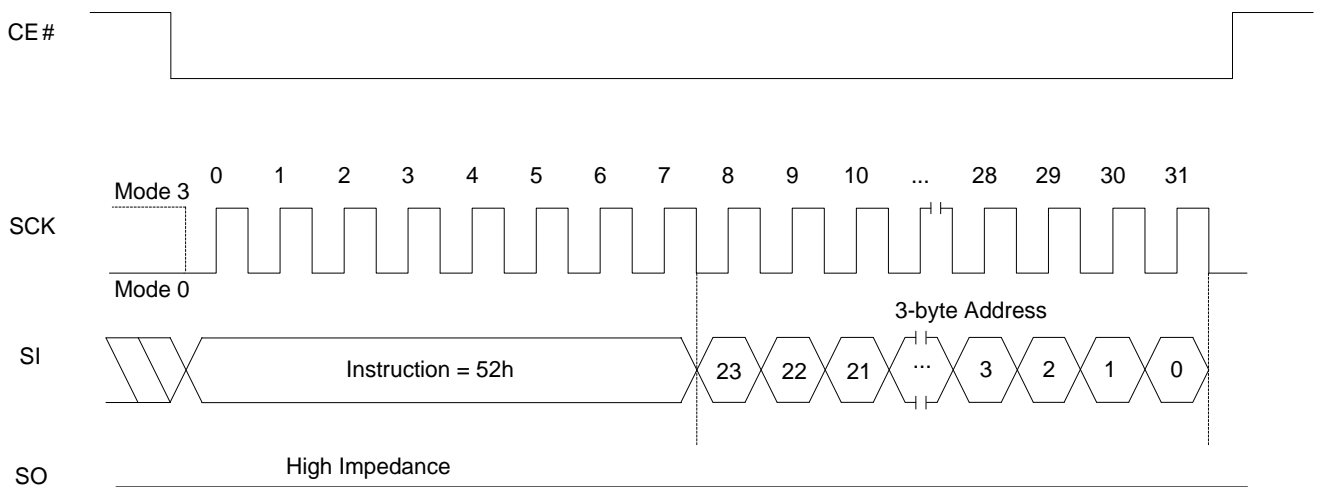 CE#
0 1 2 3 4 5 6 7 8 9 10 ... 28 29 30 31
Mode 3
SCK
Mode 0
3-byte Address
SI
Instruction = 52h 23 22 21 ... 3 2 1 0
High Impedance
SO